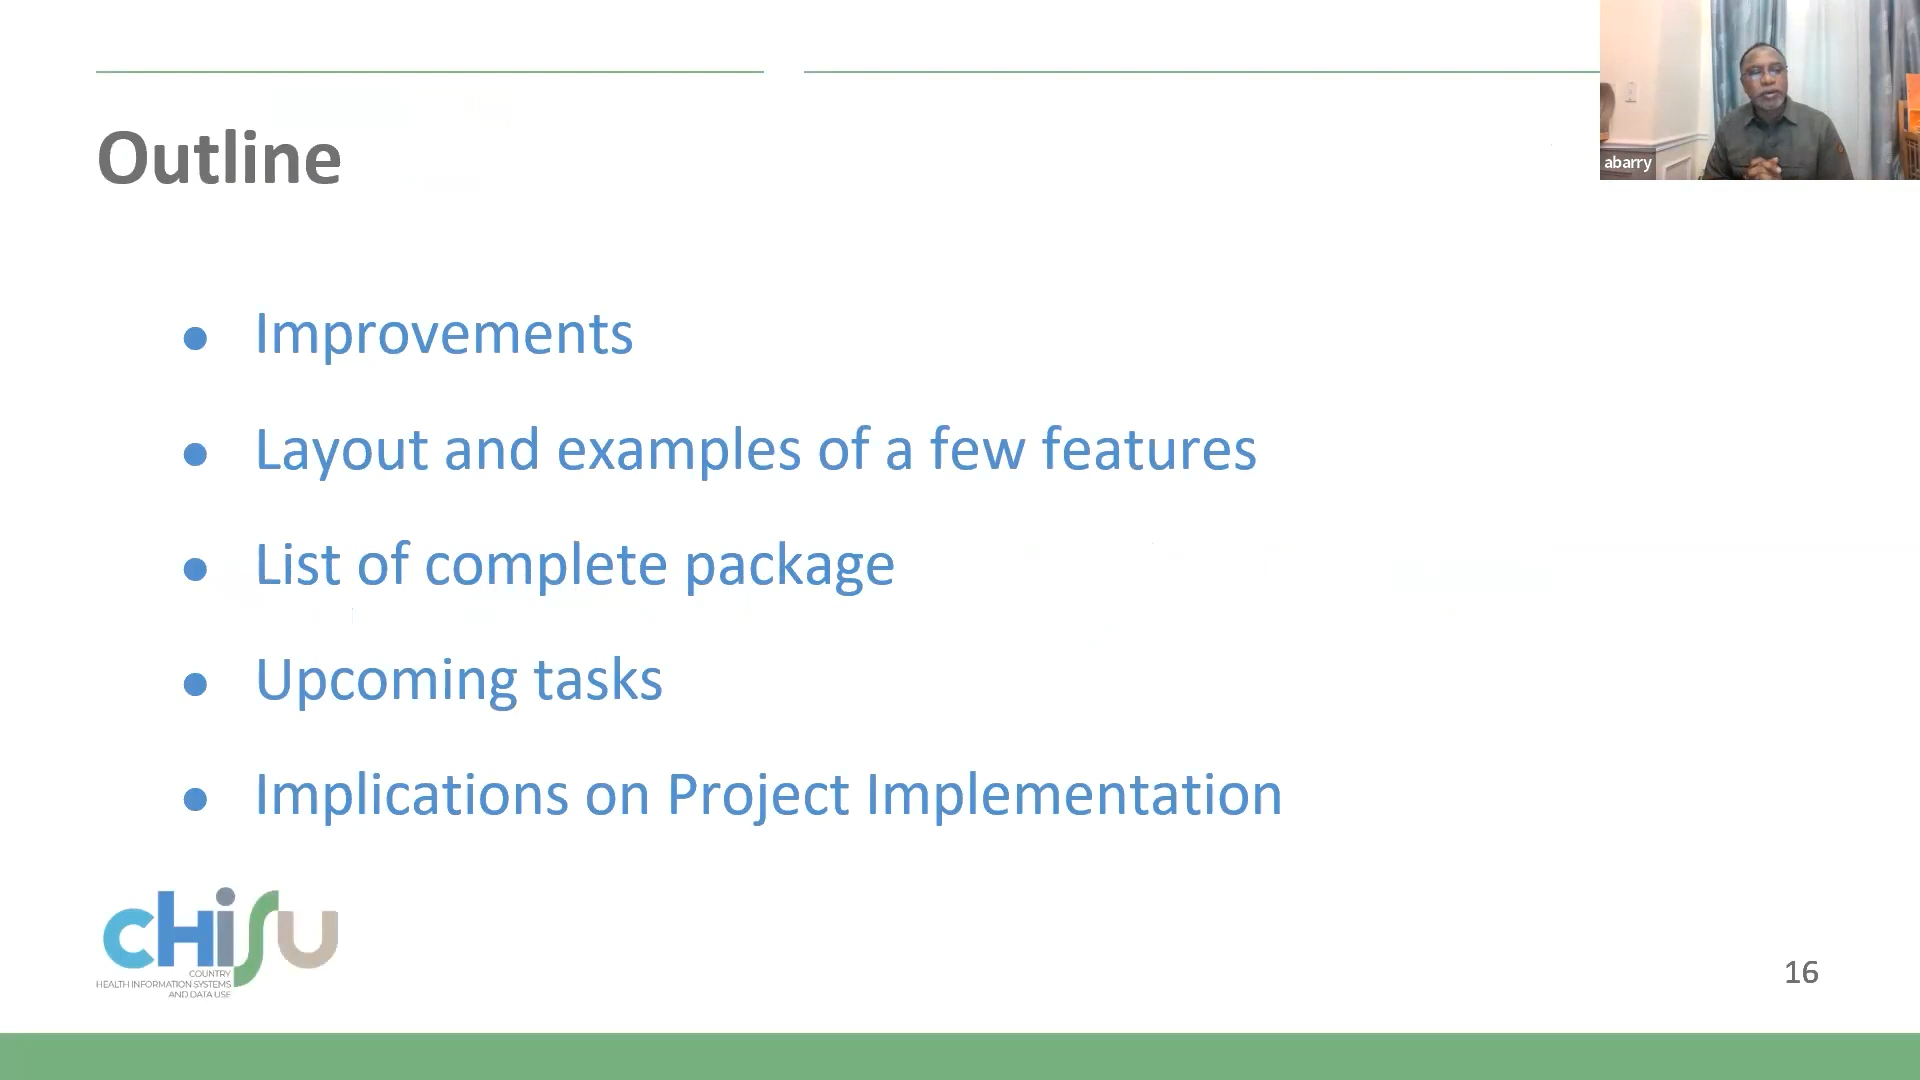 abarry
Outline
● Improvements
● Layout and examples of a few features
● List of complete package
● Upcoming tasks
● Implications on Project Implementation
CHISU
COUNTRY
HEALTH INFORMATION SYSTEMS
AND DATA USE
16